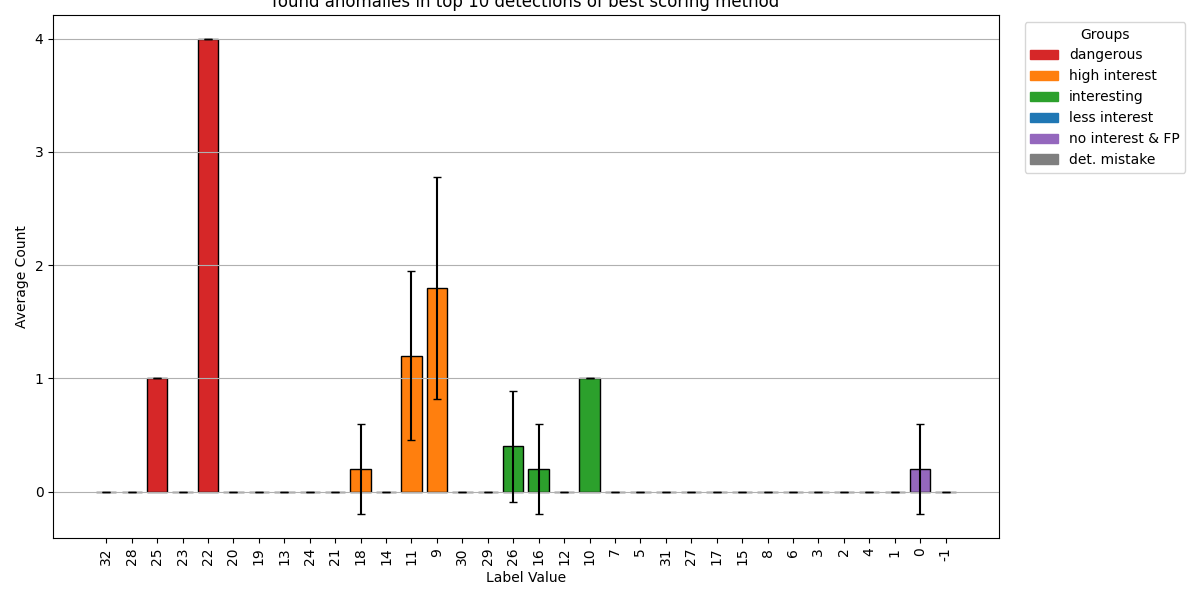 found anomalies in top 10 detections of best scoring method
Groups
dangerous
high interest
interesting
less interest
no interest & FP
det. mistake
Average Count
4
3
2
1
0
32 28 25 23 22 20 19 13 24 21 18 14 11 9 30 29 26 16 12 10 7 5 31 27 17 15 8 6 3 2 4 1 0 -1
Label Value